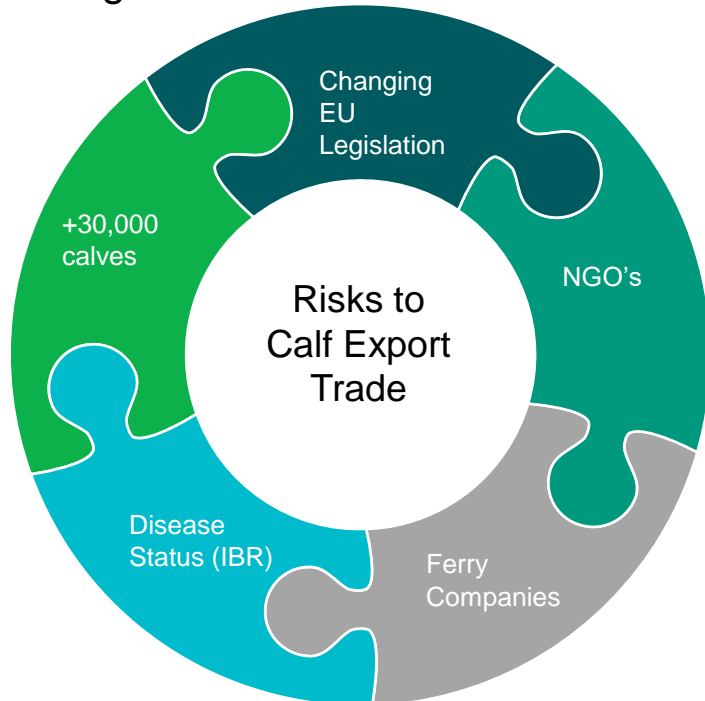 Changing
EU
Legislation
+30,000
calves
NGO’s
Risks to
Calf Export
Trade
Disease
Status (IBR)
Ferry
Companies